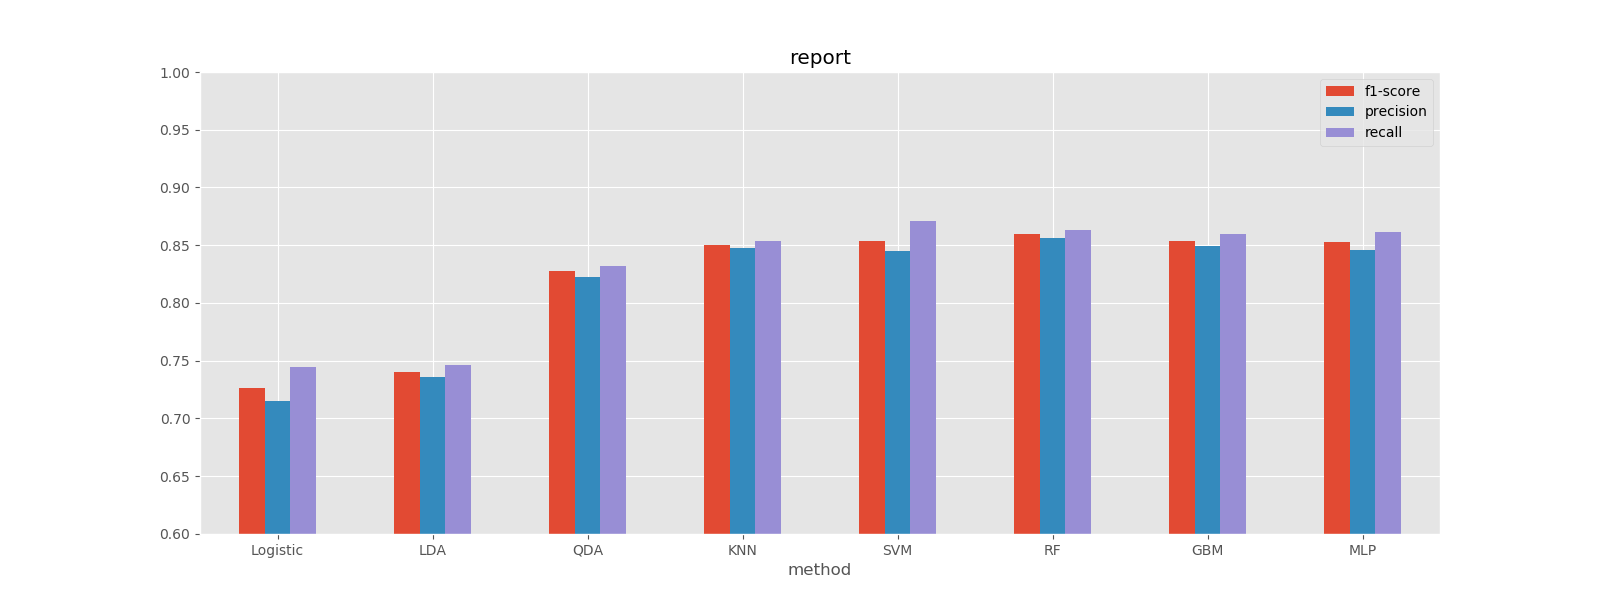 report
1.00
0.95
0.90
0.85
0.80
0.75
0.70
0.65
0.60
f1-score
precision
recall
Logistic LDA QDA KNN SVM RF GBM MLP
method